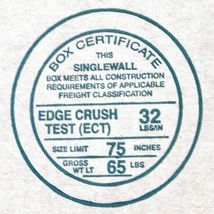 BOX CERTIFICATE
THIS
SINGLEWALL
BOX MEETS ALL CONSTRUCTION
REQUIREMENTS OF APPLICABLE
FREIGHT CLASSIFICATION
EDGE CRUSH TEST (ECT) 32 LBS/IN
SIZE LIMIT 75 INCHES
GROSS WT LT 65 LBS